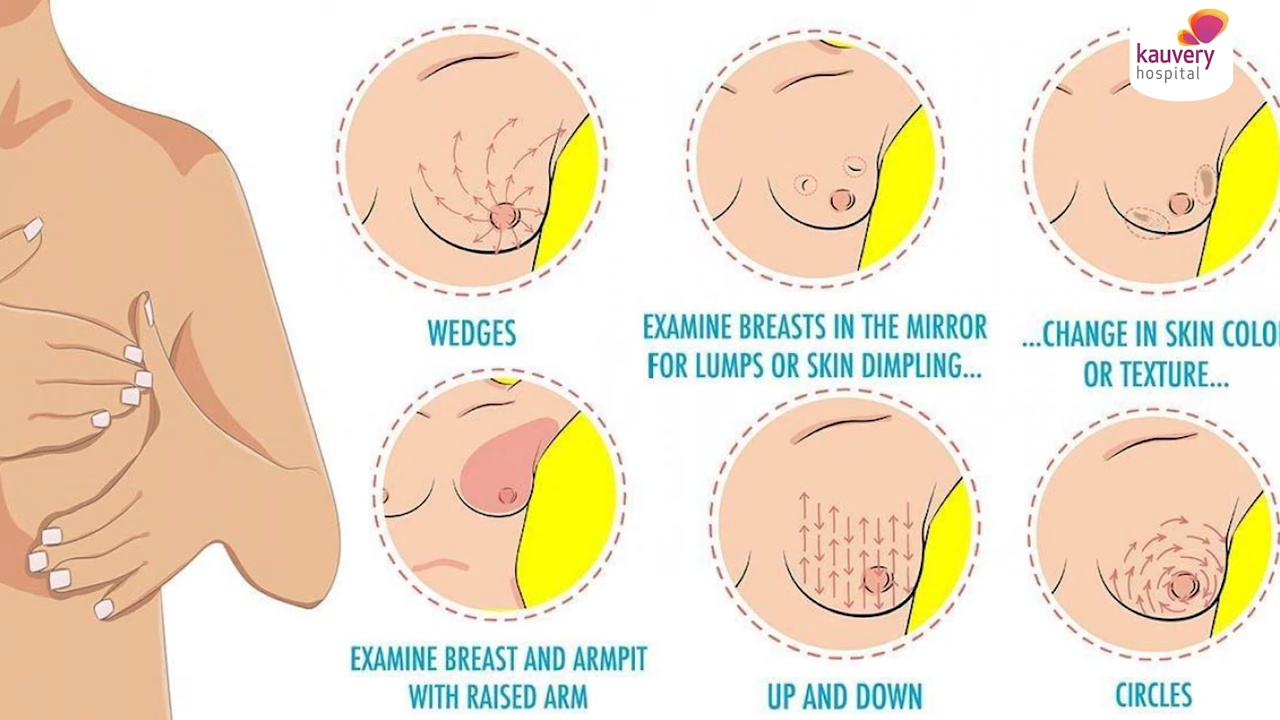 kauvery
hospital
WEDGES
EXAMINE BREASTS IN THE MIRROR
FOR LUMPS OR SKIN DIMPLING...
...CHANGE IN SKIN COLO
OR TEXTURE...
EXAMINE BREAST AND ARMPIT
WITH RAISED ARM
UP AND DOWN
CIRCLES